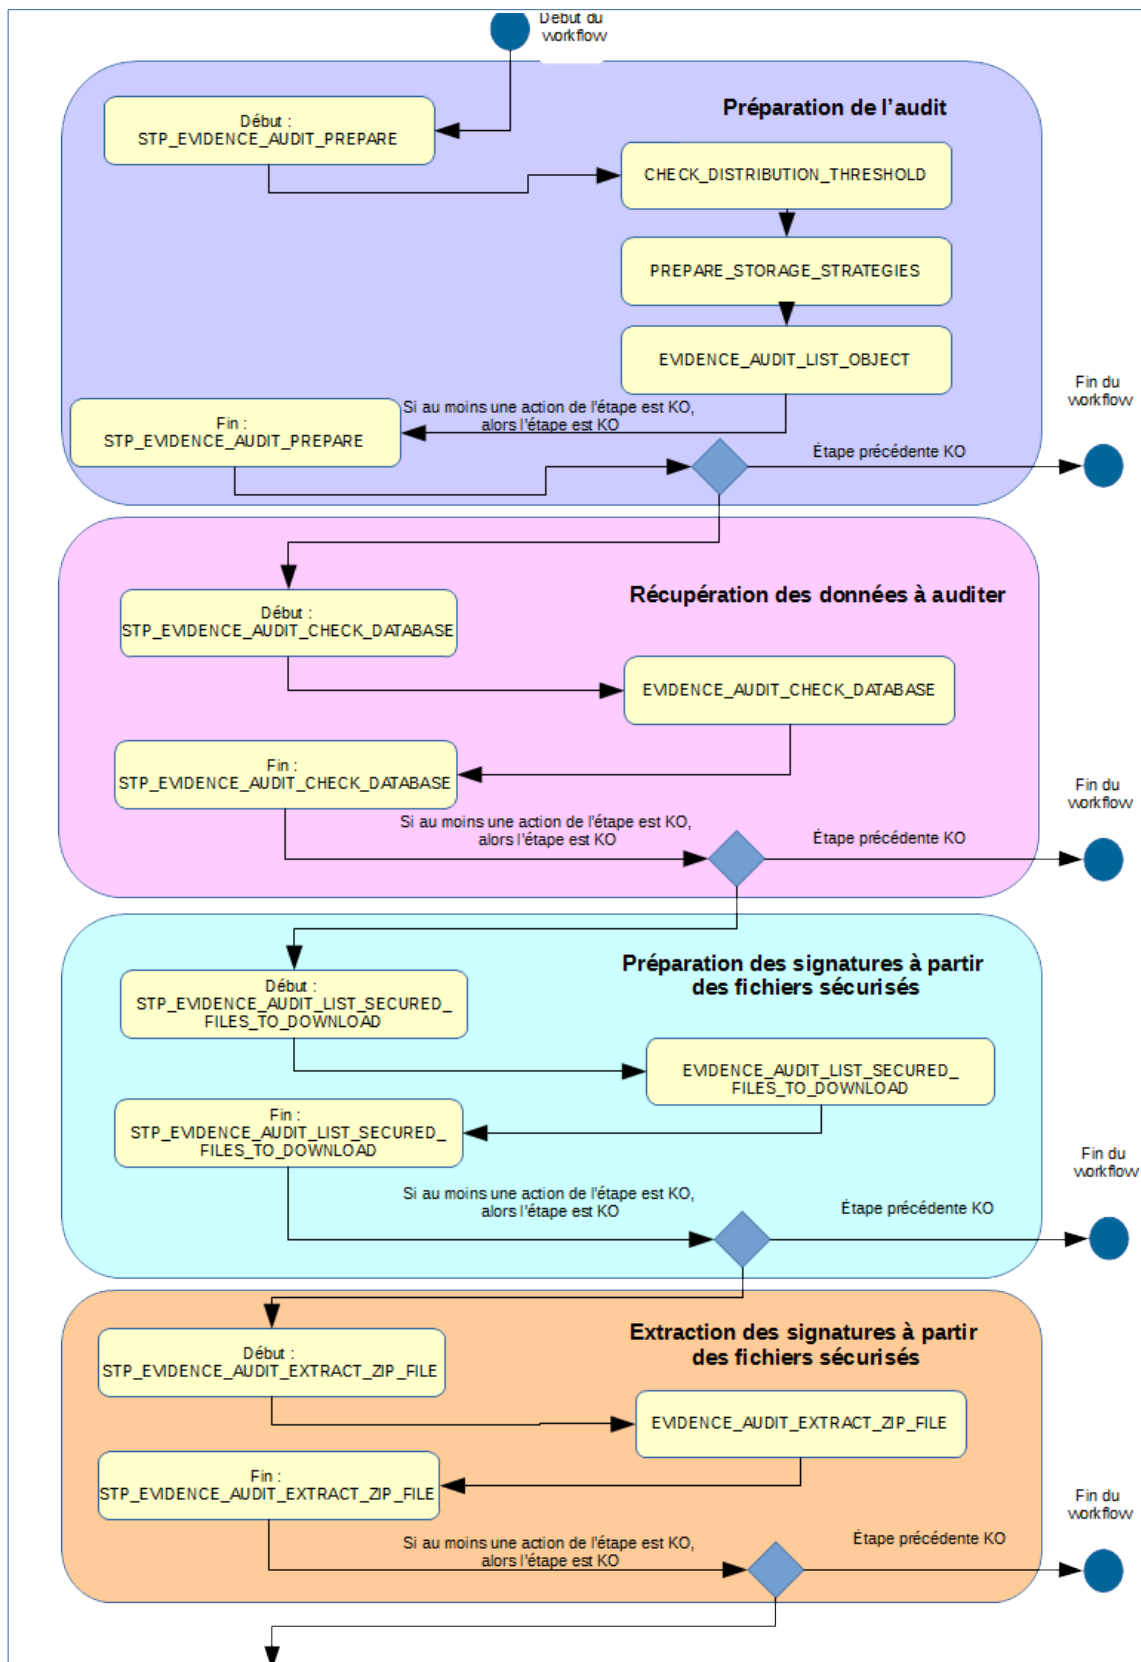 Début du
workflow
Préparation de l'audit
Début :
STP_EVIDENCE_AUDIT_PREPARE
CHECK_DISTRIBUTION_THRESHOLD
PREPARE_STORAGE_STRATEGIES
EVIDENCE_AUDIT_LIST_OBJECT
Fin du
workflow
Si au moins une action de l'étape est KO,
alors l'étape est KO
Fin :
STP_EVIDENCE_AUDIT_PREPARE
Étape précédente KO
Récupération des données à auditer
Début :
STP_EVIDENCE_AUDIT_CHECK_DATABASE
EVIDENCE_AUDIT_CHECK_DATABASE
Fin :
STP_EVIDENCE_AUDIT_CHECK_DATABASE
Fin du
workflow
Si au moins une action de l'étape est KO,
alors l'étape est KO
Étape précédente KO
Préparation des signatures à partir
des fichiers sécurisés
Début :
STP_EVIDENCE_AUDIT_LIST_SECURED_
FILES_TO_DOWNLOAD
EVIDENCE_AUDIT_LIST_SECURED_
FILES_TO_DOWNLOAD
Fin :
STP_EVIDENCE_AUDIT_LIST_SECURED_
FILES_TO_DOWNLOAD
Fin du
workflow
Si au moins une action de l'étape est KO,
alors l'étape est KO
Étape précédente KO
Extraction des signatures à partir
des fichiers sécurisés
Début :
STP_EVIDENCE_AUDIT_EXTRACT_ZIP_FILE
EVIDENCE_AUDIT_EXTRACT_ZIP_FILE
Fin :
STP_EVIDENCE_AUDIT_EXTRACT_ZIP_FILE
Fin du
workflow
Si au moins une action de l'étape est KO,
alors l'étape est KO
Étape précédente KO